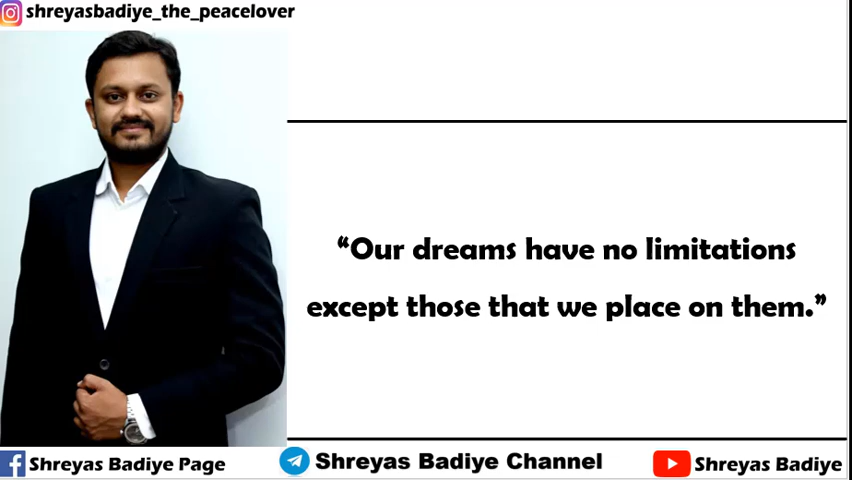 shreyasbadiye_the_peacelover
“Our dreams have no limitations
except those that we place on them.”
Shreyas Badiye Page
Shreyas Badiye Channel
Shreyas Badiye